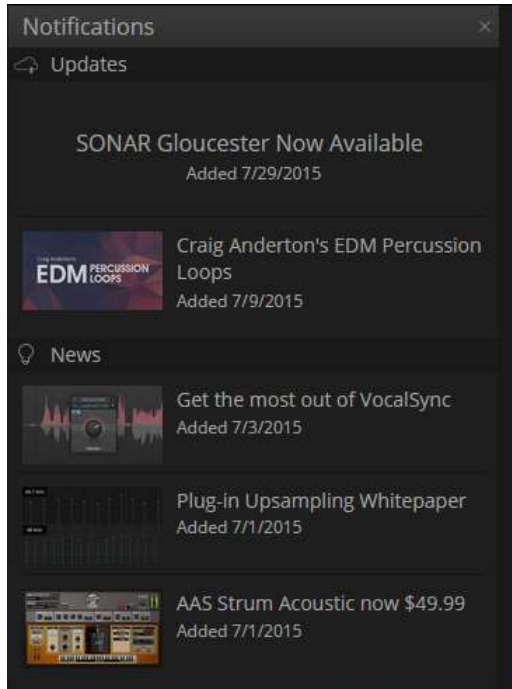 Notifications
Updates
SONAR Gloucester Now Available
Added 7/29/2015
Craig Anderton's
EDM PERCUSSION LOOPS
Craig Anderton's EDM Percussion
Loops
Added 7/9/2015
News
Get the most out of VocalSync
Added 7/3/2015
Plug-in Upsampling Whitepaper
Added 7/1/2015
AAS Strum Acoustic now $49.99
Added 7/1/2015